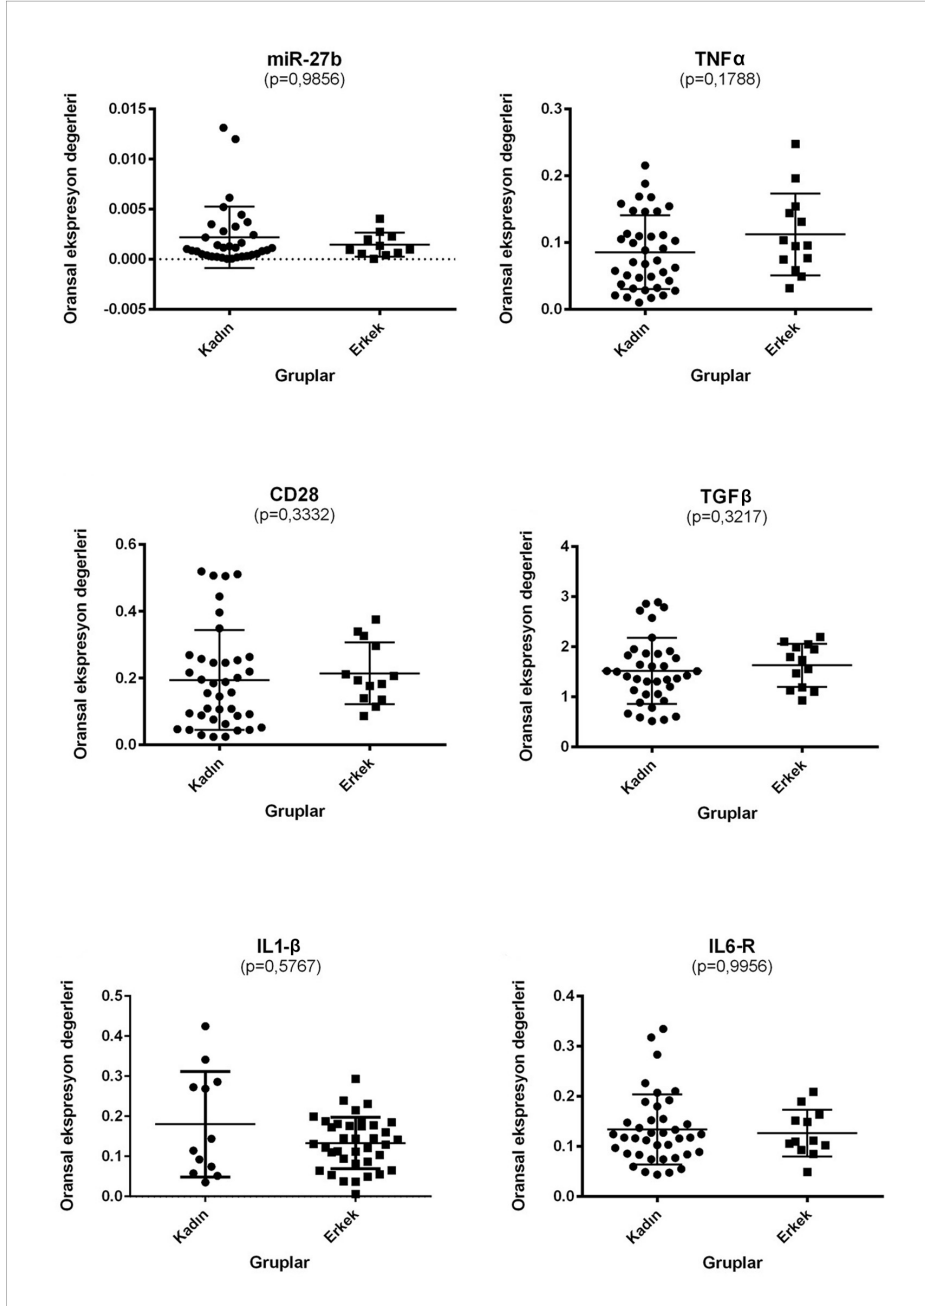 miR-27b
(p=0,9856)
Oransal ekspresyon degerleri
0.015
0.010
0.005
0.000
-0.005
Kadın
Erkek
Gruplar
TNFα
(p=0,1788)
Oransal ekspresyon degerleri
0.3
0.2
0.1
0.0
Kadın
Erkek
Gruplar
CD28
(p=0,3332)
Oransal ekspresyon degerleri
0.6
0.4
0.2
0.0
Kadın
Erkek
Gruplar
TGFβ
(p=0,3217)
Oransal ekspresyon degerleri
4
3
2
1
0
Kadın
Erkek
Gruplar
IL1-β
(p=0,5767)
Oransal ekspresyon degerleri
0.5
0.4
0.3
0.2
0.1
0.0
Kadın
Erkek
Gruplar
IL6-R
(p=0,9956)
Oransal ekspresyon degerleri
0.4
0.3
0.2
0.1
0.0
Kadın
Erkek
Gruplar